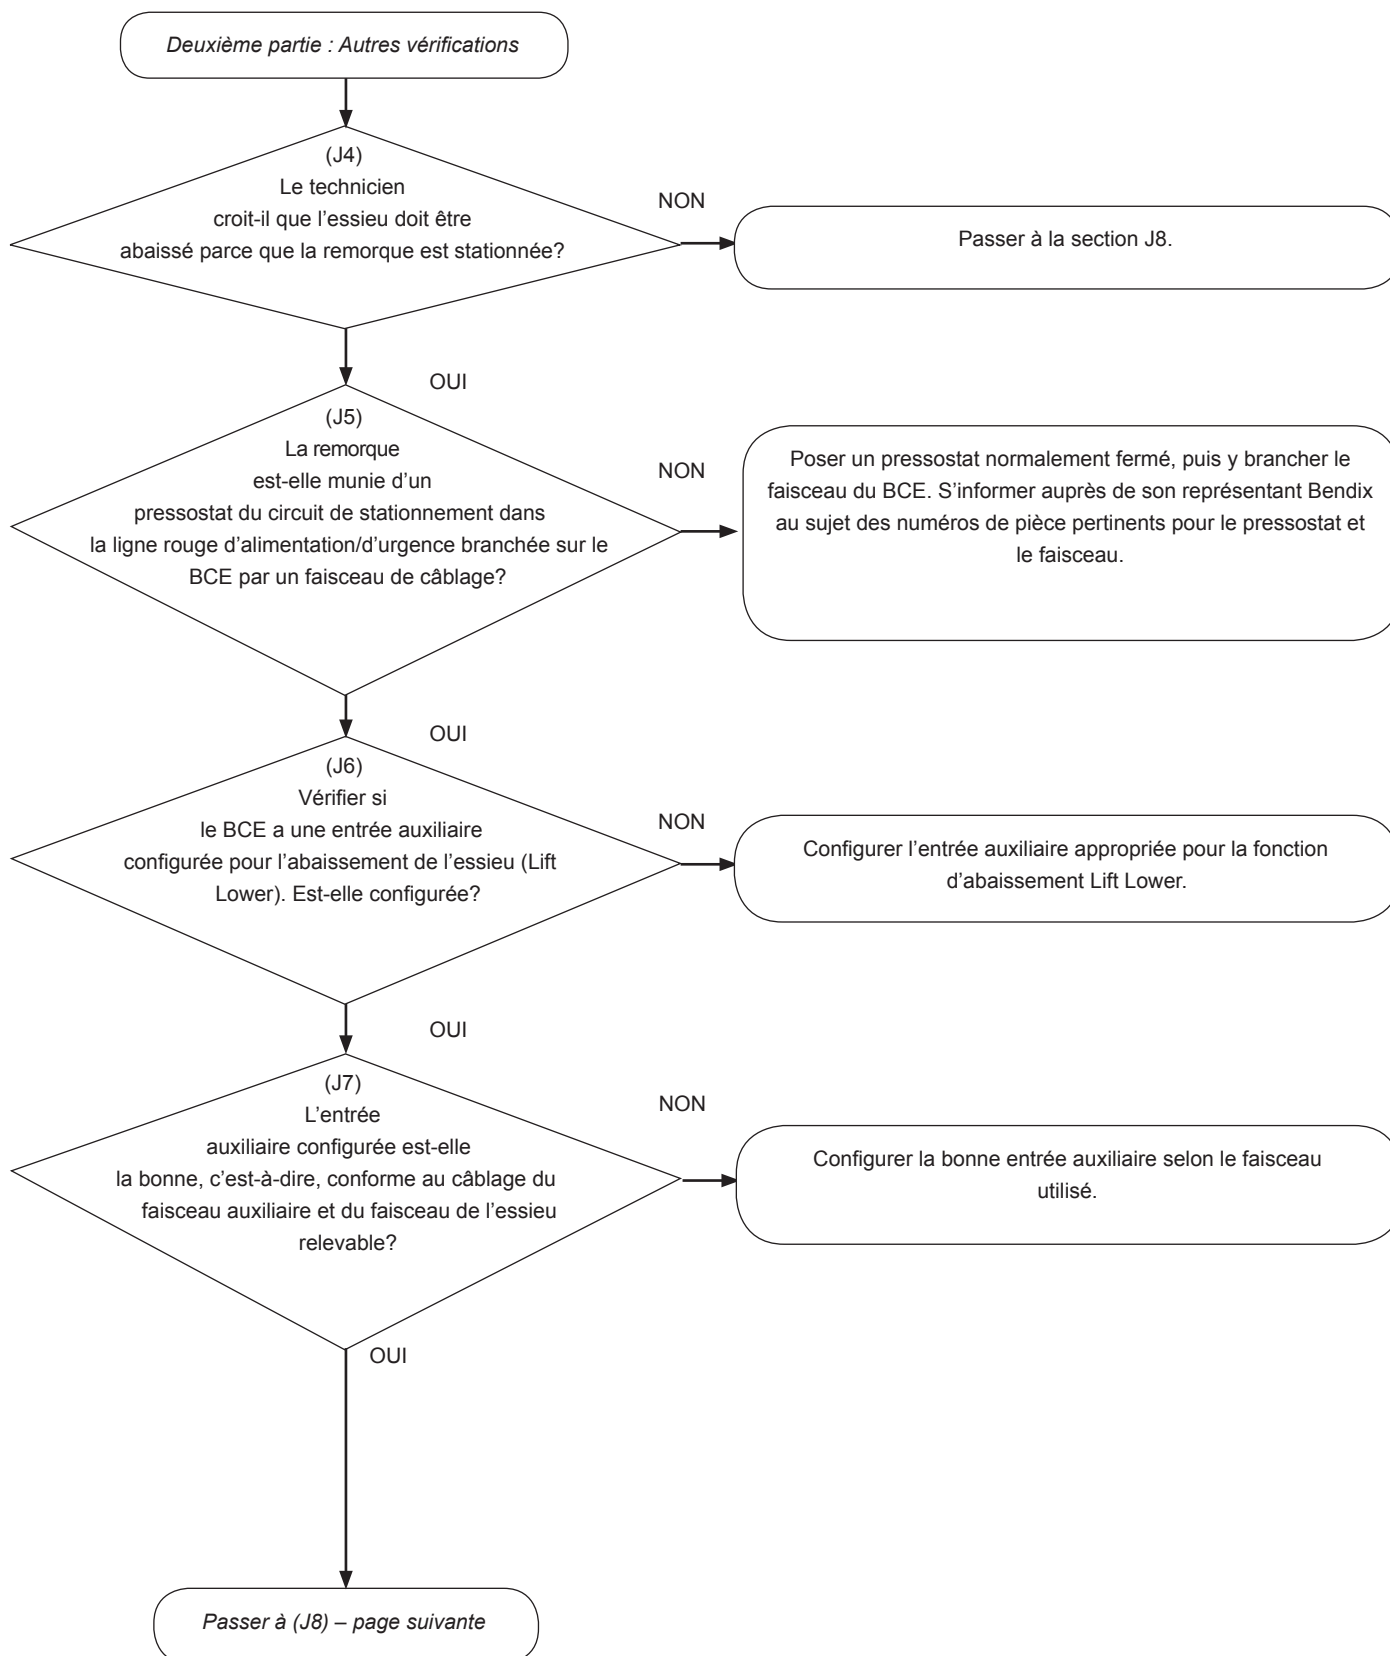 Deuxième partie : Autres vérifications
(J4)
Le technicien
croit-il que l’essieu doit être
abaissé parce que la remorque est stationnée?
NON
Passer à la section J8.
OUI
(J5)
La remorque
est-elle munie d’un
pressostat du circuit de stationnement dans
la ligne rouge d’alimentation/d’urgence branchée sur le
BCE par un faisceau de câblage?
NON
Poser un pressostat normalement fermé, puis y brancher le
faisceau du BCE. S’informer auprès de son représentant Bendix
au sujet des numéros de pièce pertinents pour le pressostat et
le faisceau.
OUI
(J6)
Vérifier si
le BCE a une entrée auxiliaire
configurée pour l’abaissement de l’essieu (Lift
Lower). Est-elle configurée?
NON
Configurer l’entrée auxiliaire appropriée pour la fonction
d’abaissement Lift Lower.
OUI
(J7)
L’entrée
auxiliaire configurée est-elle
la bonne, c’est-à-dire, conforme au câblage du
faisceau auxiliaire et du faisceau de l’essieu
relevable?
NON
Configurer la bonne entrée auxiliaire selon le faisceau
utilisé.
OUI
Passer à (J8) – page suivante